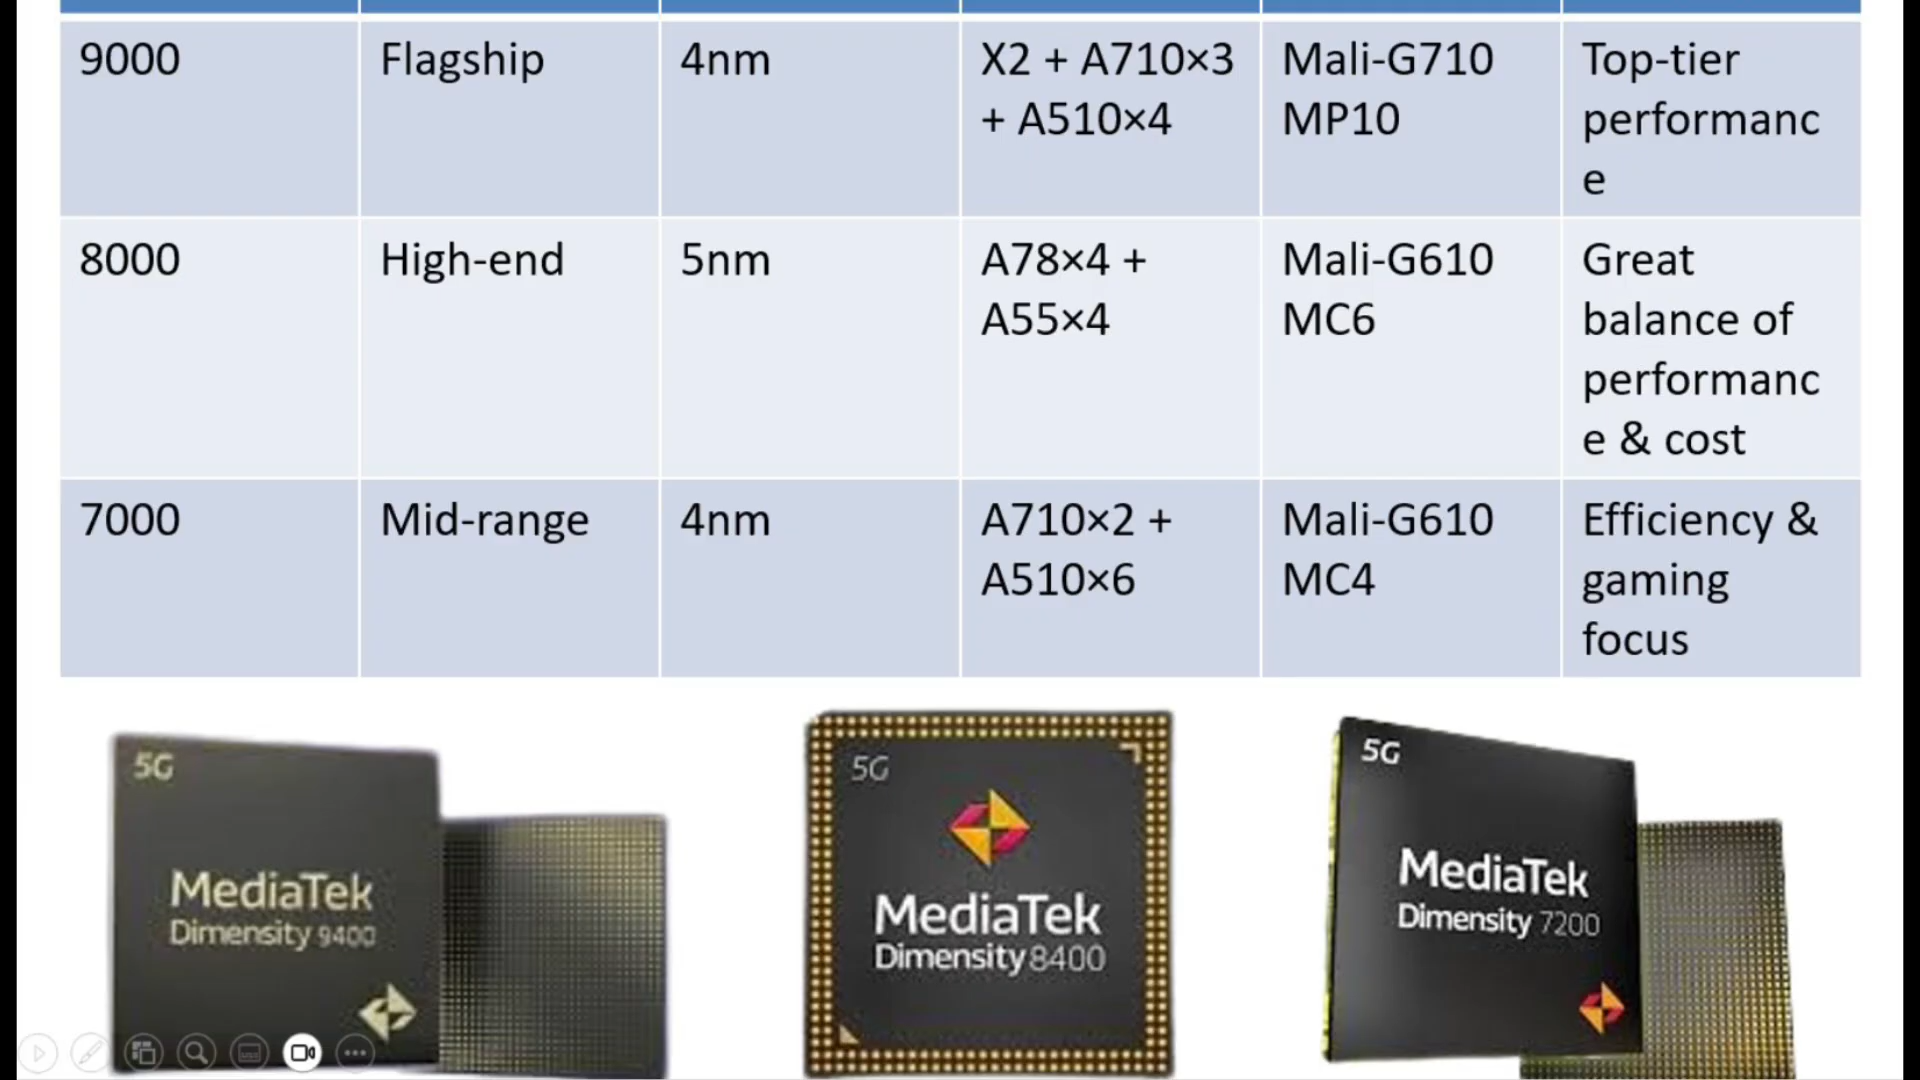 9000 Flagship 4nm X2 + A710×3 Mali-G710 Top-tier
+ A510×4 MP10 performanc
e
8000 High-end 5nm A78×4 + Mali-G610 Great
A55×4 MC6 balance of
performanc
e & cost
7000 Mid-range 4nm A710×2 + Mali-G610 Efficiency &
A510×6 MC4 gaming
focus
5G
MediaTek
Dimensity 9400
5G
MediaTek
Dimensity 8400
5G
MediaTek
Dimensity 7200